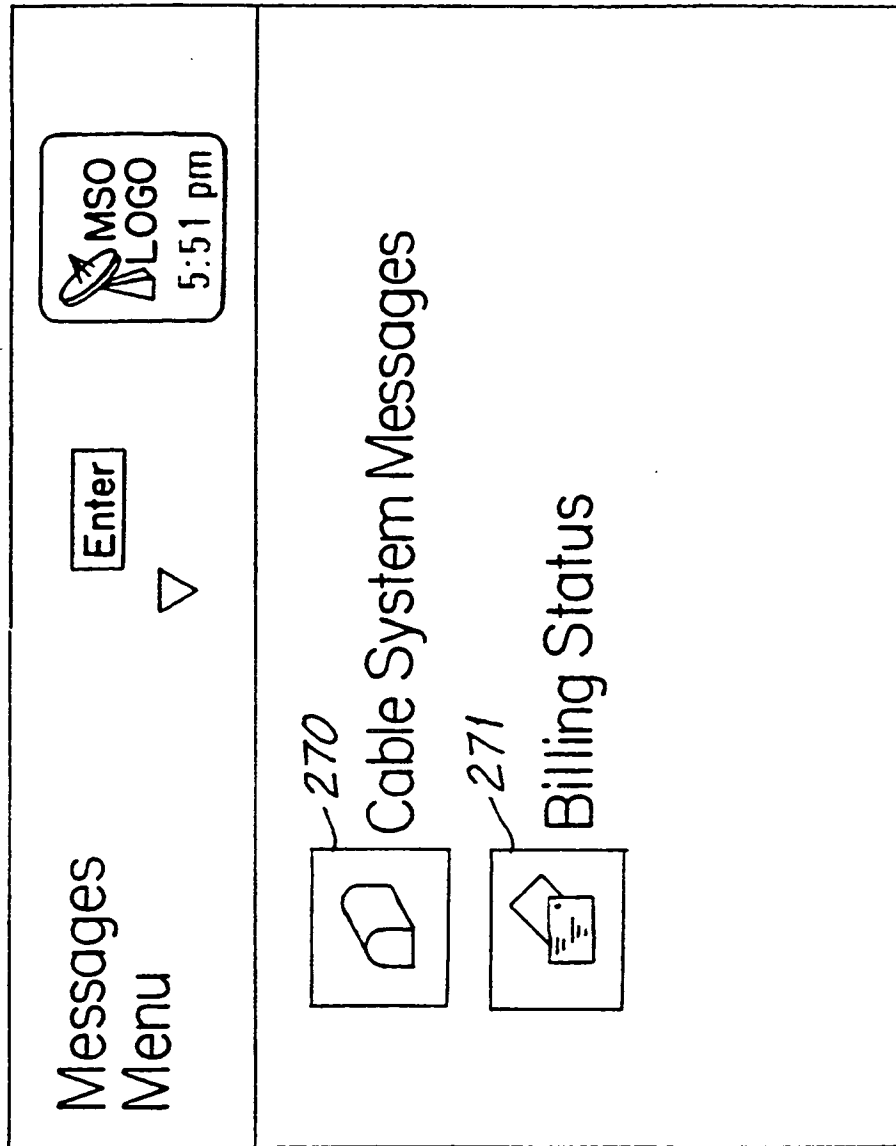 Messages
Menu
Enter
MSO
LOGO
5:51 pm
270
Cable System Messages
271
Billing Status